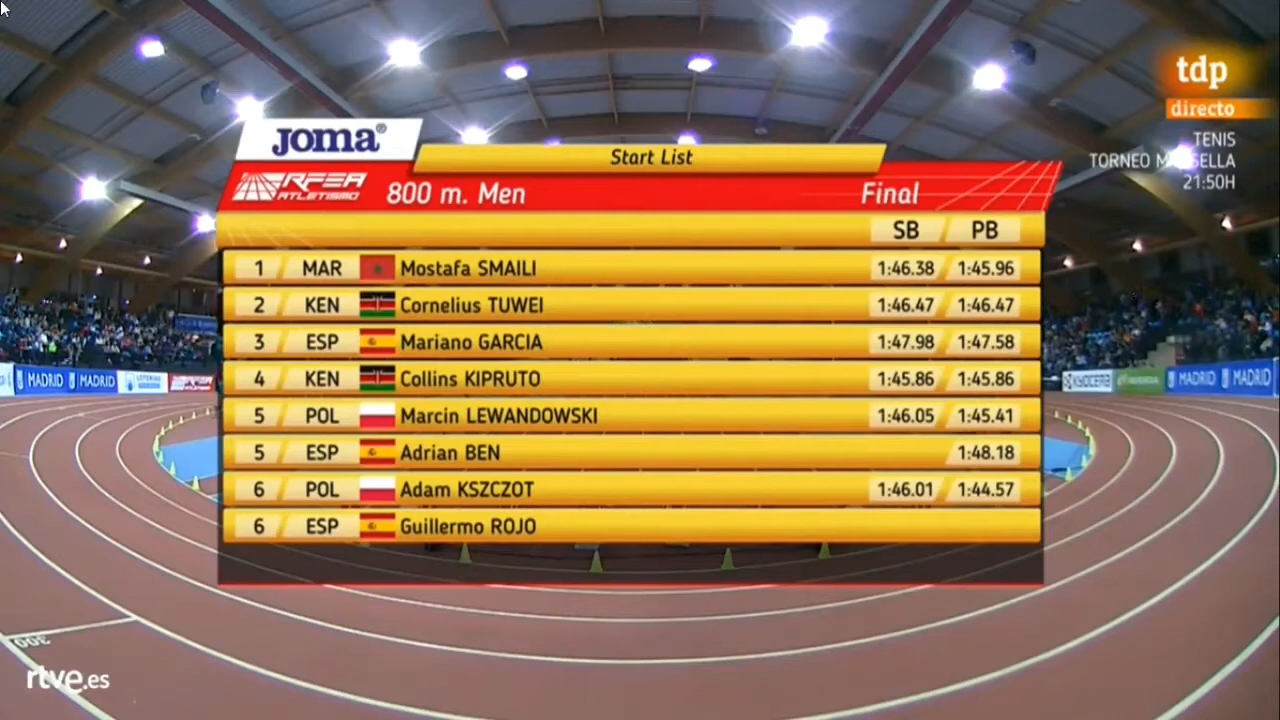 tdp
directo
TENIS
21:50H
Joma®
Start List
RFEA
ATLETISMO
800 m. Men Final
SB PB
1 MAR Mostafa SMAILI 1:46.38 1:45.96
2 KEN Cornelius TUWEI 1:46.47 1:46.47
3 ESP Mariano GARCIA 1:47.98 1:47.58
4 KEN Collins KIPRUTO 1:45.86 1:45.86
5 POL Marcin LEWANDOWSKI 1:46.05 1:45.41
5 ESP Adrian BEN 1:48.18
6 POL Adam KSZCZOT 1:46.01 1:44.57
6 ESP Guillermo ROJO
TORNEO
MADRID MADRID
KYOCERA
MADRID MADRID
300
rtve.es